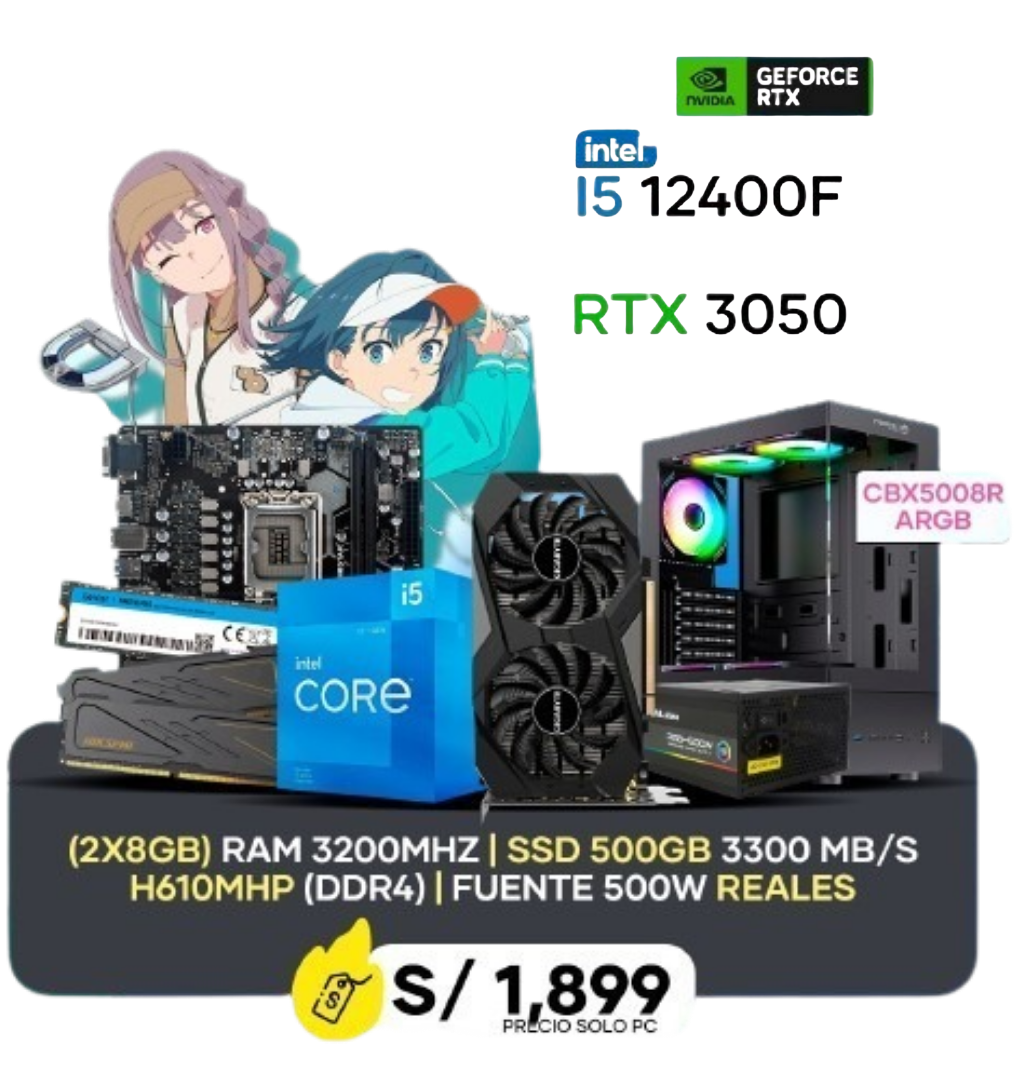 NVIDIA
GEFORCE
RTX
intel
I5 12400F
RTX 3050
CBX5008R
ARGB
i5
intel
CORe
(2X8GB) RAM 3200MHZ | SSD 500GB 3300 MB/S
H610MHP (DDR4) | FUENTE 500W REALES
S/ 1,899
PRECIO SOLO PC